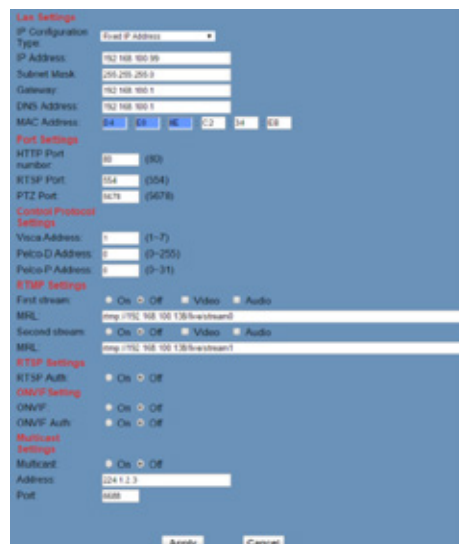 Lan Settings
IP Configuration Type: Fixed IP Address
IP Address: 192.168.100.99
Subnet Mask: 255.255.255.0
Gateway: 192.168.100.1
DNS Address: 192.168.100.1
MAC Address: D4 : E0 : 8E : C2 : 34 : E8
Port Settings
HTTP Port number: 80 (80)
RTSP Port: 554 (554)
PTZ Port: 5678 (5678)
Control Protocol Settings
Visca Address: 1 (1~7)
Pelco-D Address: 0 (0~255)
Pelco-P Address: 0 (0~31)
RTMP Settings
First stream: On Off Video Audio
MRL: rtmp://192.168.100.138/live/stream0
Second stream: On Off Video Audio
MRL: rtmp://192.168.100.138/live/stream1
RTSP Settings
RTSP Auth: On Off
ONVIF Setting
ONVIF: On Off
ONVIF Auth: On Off
Multicast Settings
Multicast: On Off
Address: 224.1.2.3
Port: 6688
Apply Cancel